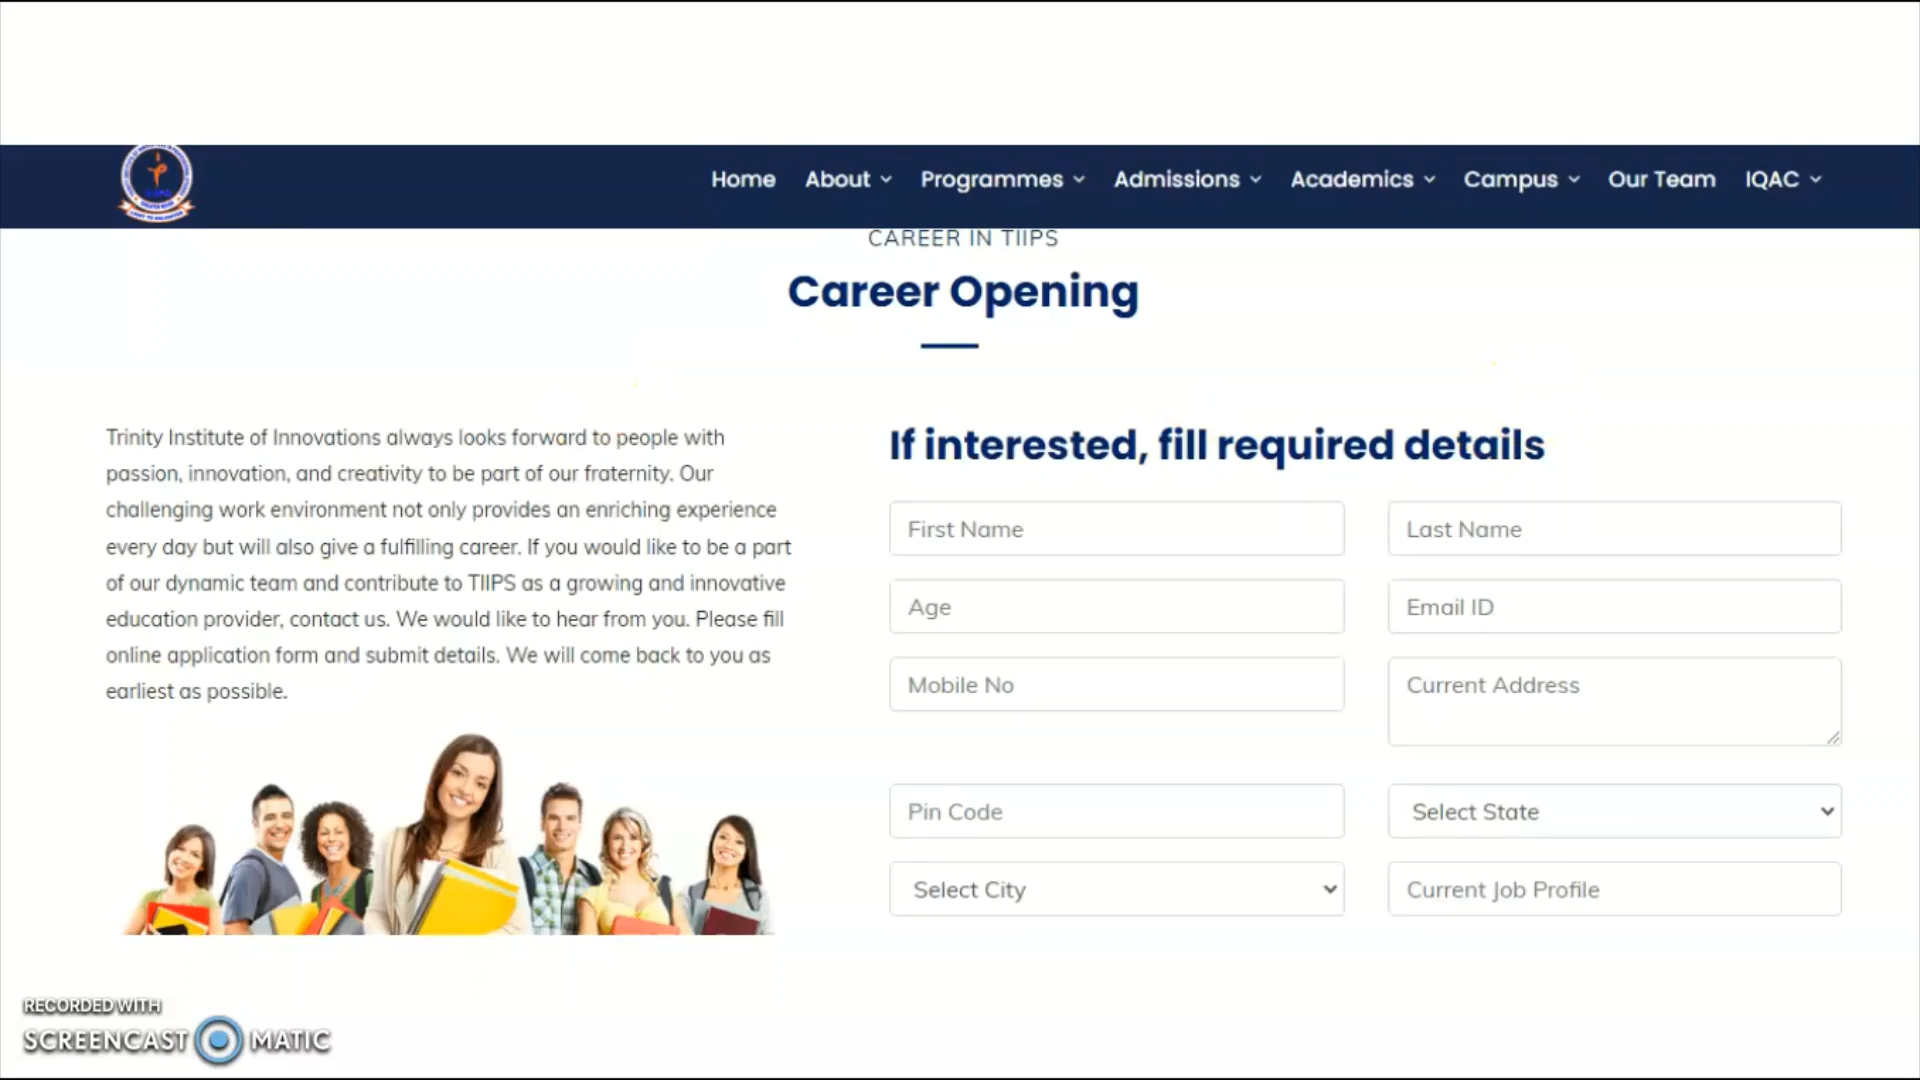 Home About Programmes Admissions Academics Campus Our Team IQAC
CAREER IN TIIPS
Career Opening
Trinity Institute of Innovations always looks forward to people with
passion, innovation, and creativity to be part of our fraternity. Our
challenging work environment not only provides an enriching experience
every day but will also give a fulfilling career. If you would like to be a part
of our dynamic team and contribute to TIIPS as a growing and innovative
education provider, contact us. We would like to hear from you. Please fill
online application form and submit details. We will come back to you as
earliest as possible.
If interested, fill required details
First Name Last Name
Age Email ID
Mobile No Current Address
Pin Code Select State
Select City Current Job Profile
RECORDED WITH
SCREENCAST MATIC